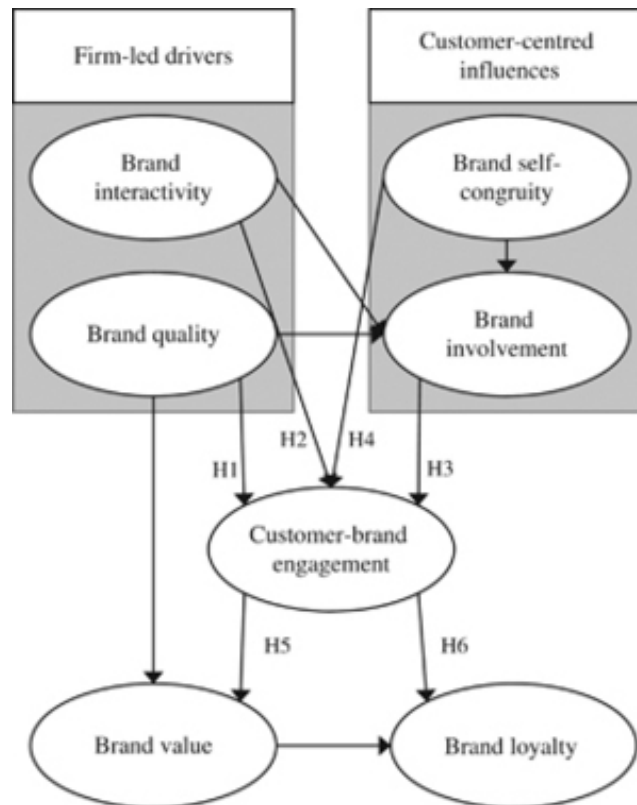 Firm-led drivers
Customer-centred
influences
Brand
interactivity
Brand self-
congruity
Brand quality
Brand
involvement
H2
H4
H1
H3
Customer-brand
engagement
H5
H6
Brand value
Brand loyalty